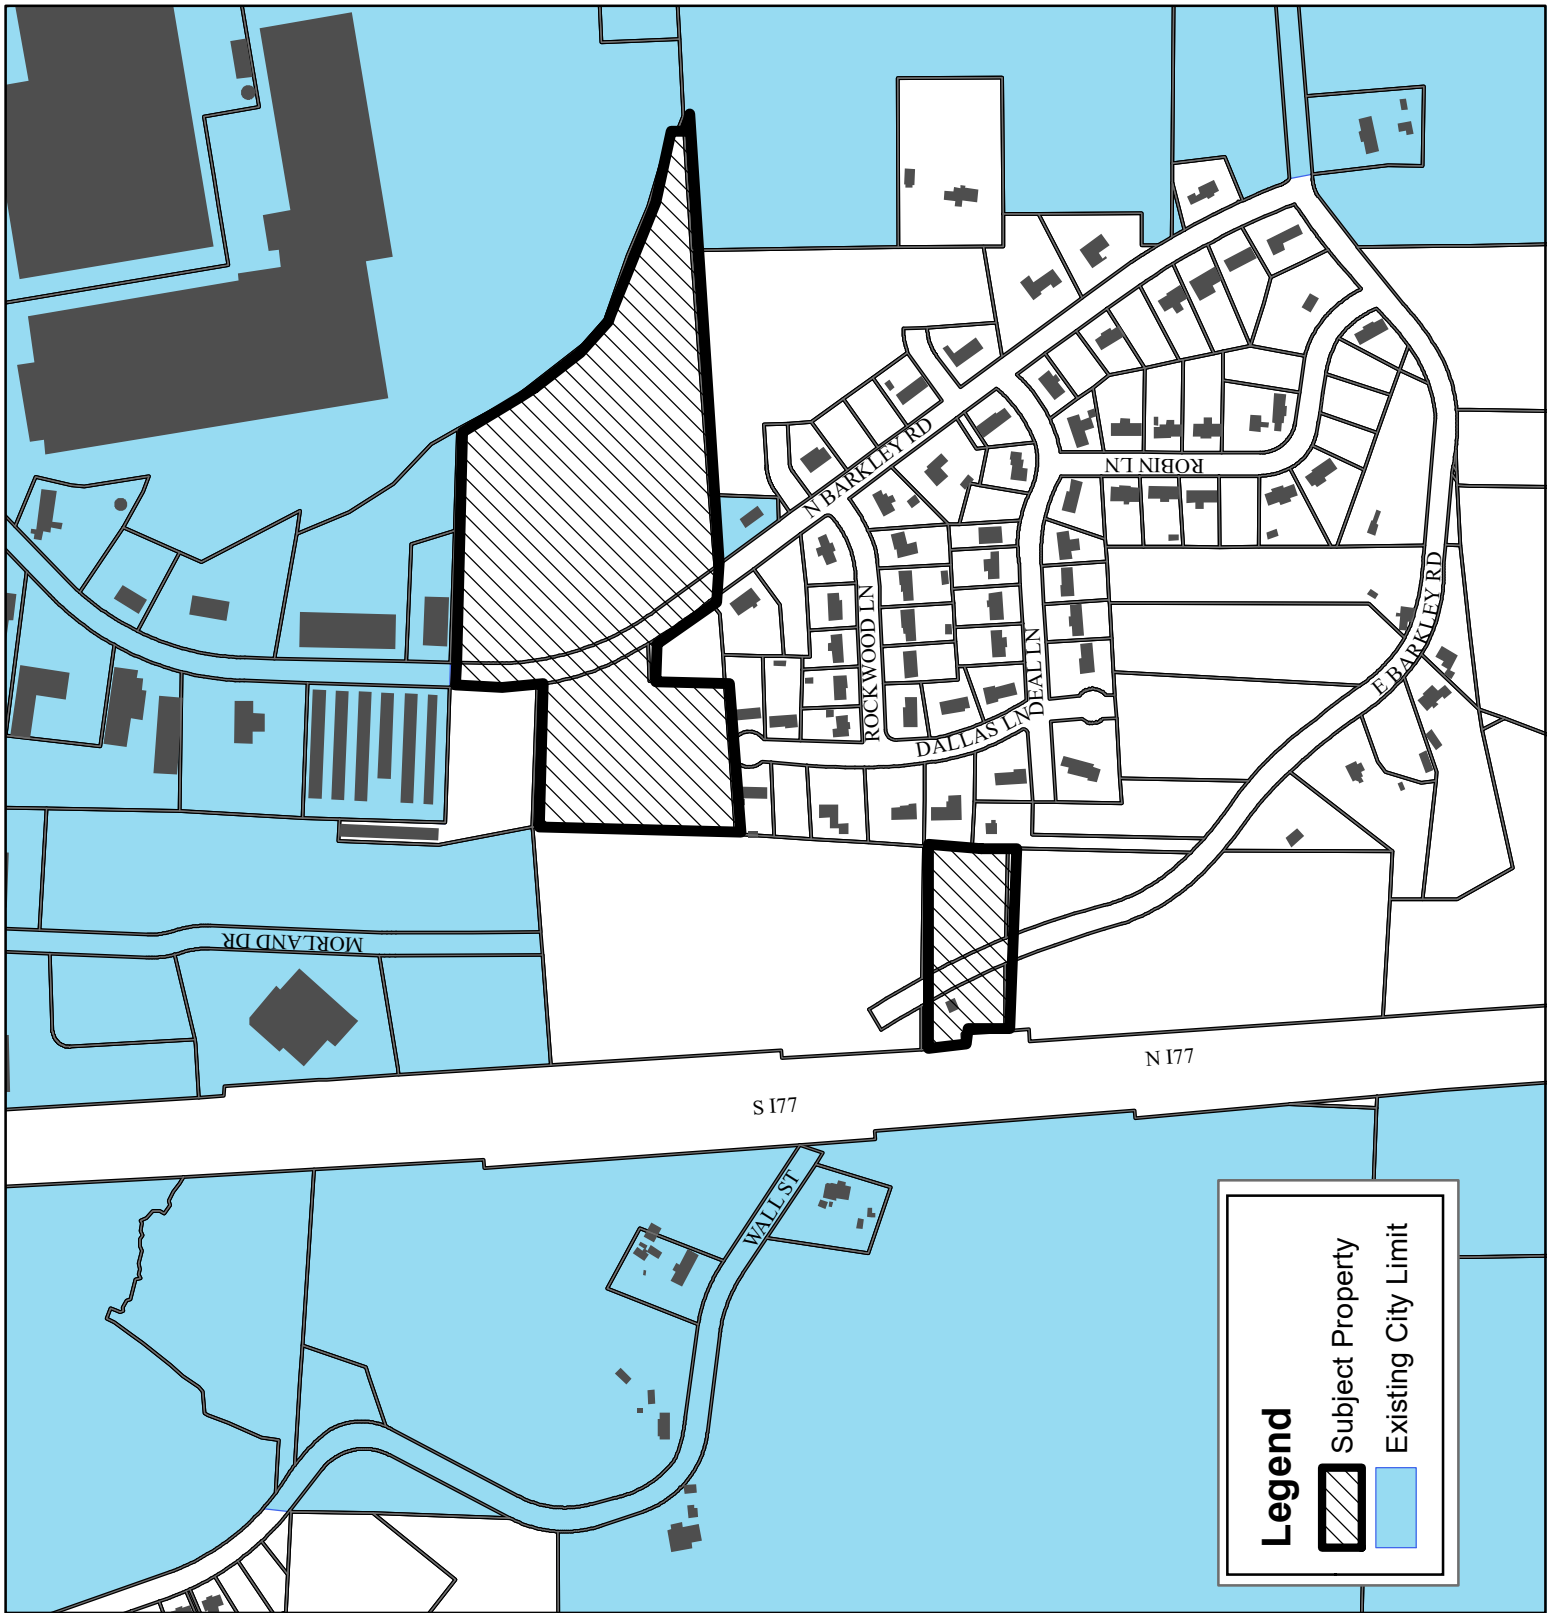 N BARKLEY RD
ROBIN LN
ROCKWOOD LN
DEAL LN
DALLAS LN
E BARKLEY RD
MORLAND DR
N I77
S I77
WALL ST
Legend
Subject Property
Existing City Limit